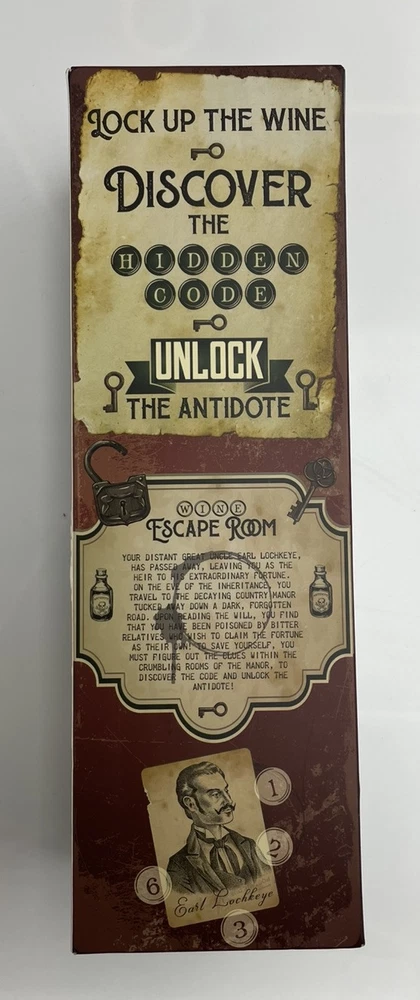 LOCK UP THE WINE
DISCOVER
THE
HIDDEN
CODE
UNLOCK
THE ANTIDOTE
WINE
ESCAPE ROOM
YOUR DISTANT GREAT UNCLE EARL LOCHKEYE,
HAS PASSED AWAY, LEAVING YOU AS THE
HEIR TO HIS EXTRAORDINARY FORTUNE.
ON THE EVE OF THE INHERITANCE, YOU
TRAVEL TO THE DECAYING COUNTRY MANOR
TUCKED AWAY DOWN A DARK, FORGOTTEN
ROAD. UPON READING THE WILL, YOU FIND
THAT YOU HAVE BEEN POISONED BY BITTER
RELATIVES WHO WISH TO CLAIM THE FORTUNE
AS THEIR OWN! TO SAVE YOURSELF, YOU
MUST FIGURE OUT THE CLUES WITHIN THE
CRUMBLING ROOMS OF THE MANOR, TO
DISCOVER THE CODE AND UNLOCK THE
ANTIDOTE!
1
2
6
Earl Lochkeye
3